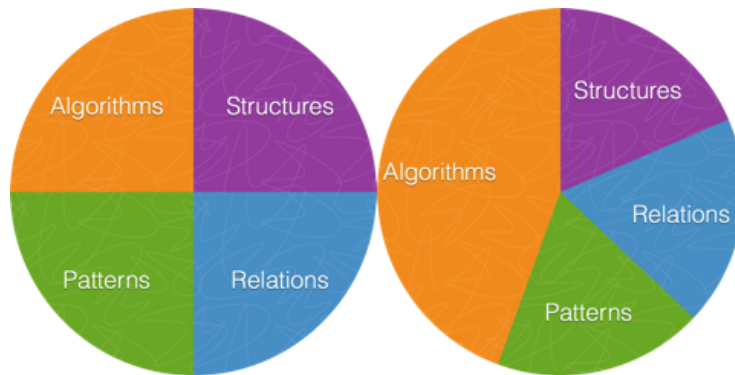 Algorithms
Structures
Patterns
Relations
Structures
Algorithms
Relations
Patterns